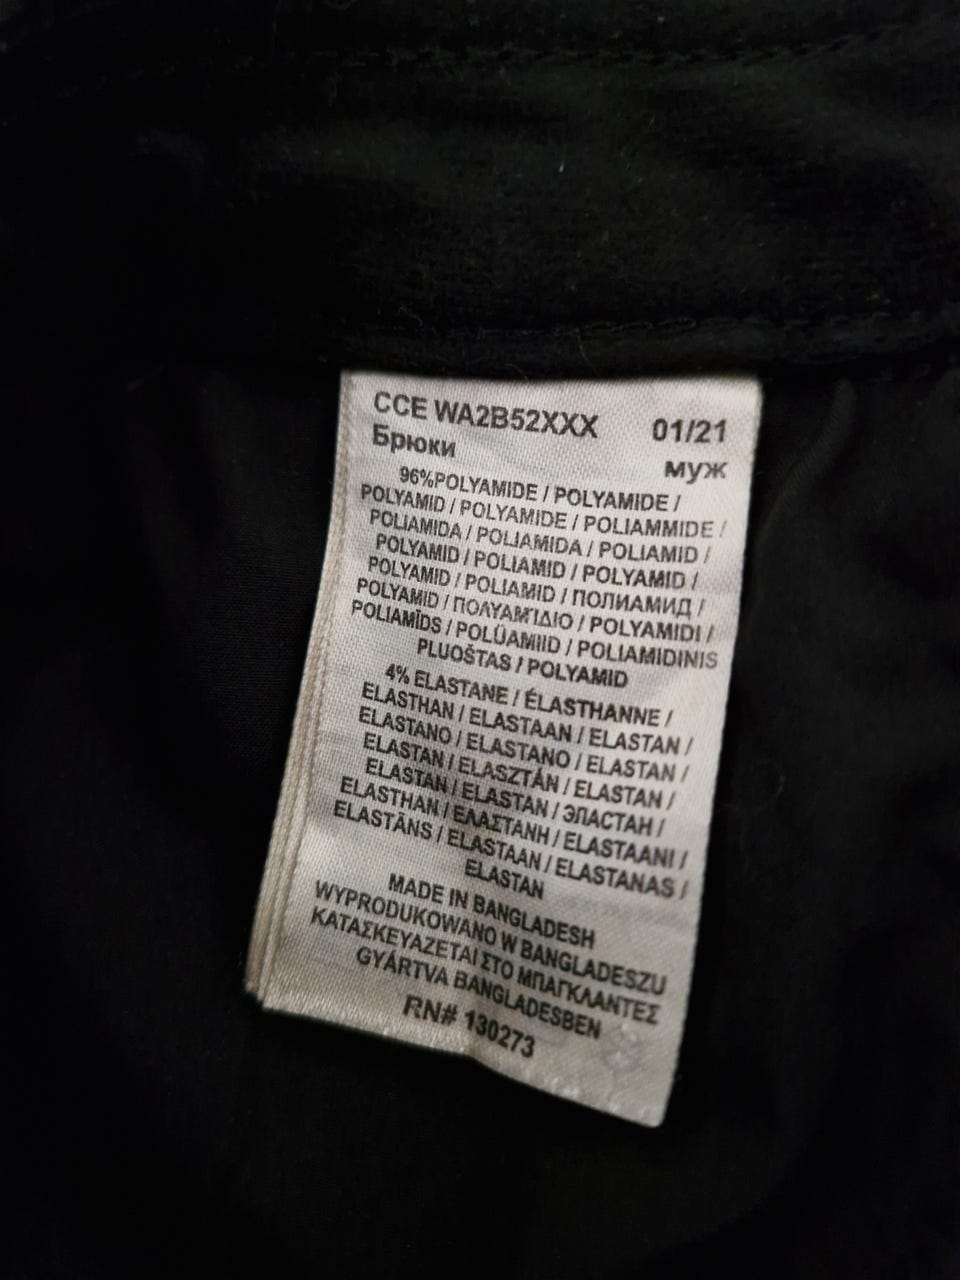 CCE WA2B52XXX 01/21
Брюки муж
96%POLYAMIDE / POLYAMIDE /
POLYAMID / POLYAMIDE / POLIAMMIDE /
POLIAMIDA / POLIAMIDA / POLIAMID /
POLYAMID / POLIAMID / POLYAMID /
POLYAMID / POLIAMID / ПОЛИАМИД /
POLYAMID / ΠΟΛΥΑΜΊΔΙΟ / POLYAMIDI /
POLIAMĪDS / POLÜAMIID / POLIAMIDINIS
PLUOŠTAS / POLYAMID
4% ELASTANE / ÉLASTHANNE /
ELASTHAN / ELASTAAN / ELASTAN /
ELASTANO / ELASTANO / ELASTAN /
ELASTAN / ELASZTÁN / ELASTAN /
ELASTAN / ELASTAN / ЭЛАСТАН /
ELASTHAN / ΕΛΑΣΤΑΝΗ / ELASTAANI /
ELASTĀNS / ELASTAAN / ELASTANAS /
ELASTAN
MADE IN BANGLADESH
WYPRODUKOWANO W BANGLADESZU
ΚΑΤΑΣΚΕΥΑΖΕΤΑΙ ΣΤΟ ΜΠΑΓΚΛΑΝΤΕΣ
GYÁRTVA BANGLADESBEN
RN# 130273